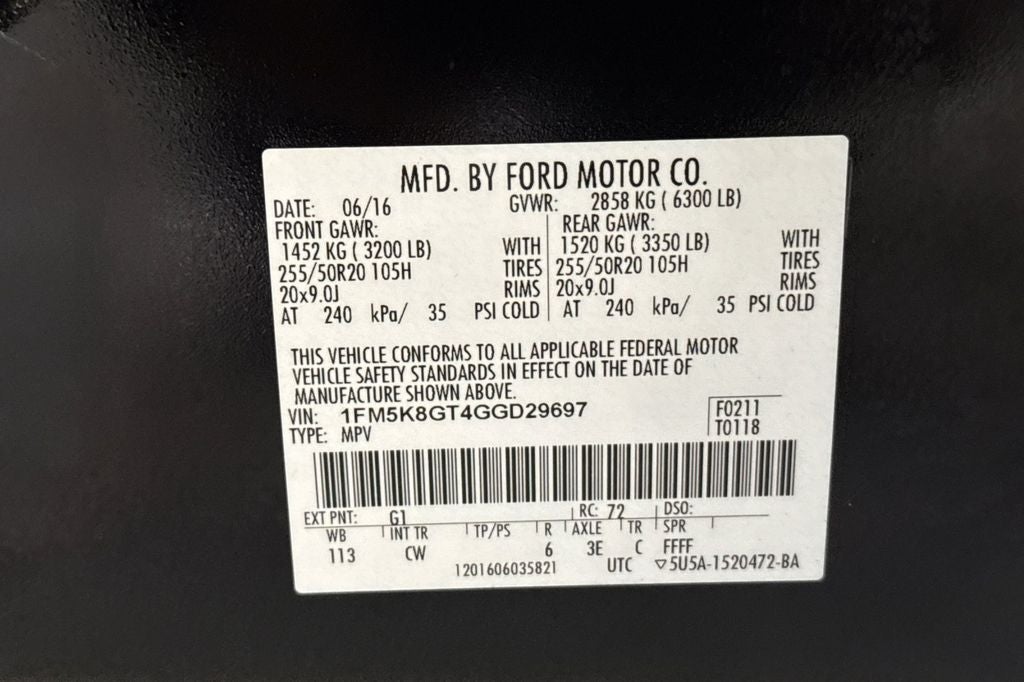 MFD. BY FORD MOTOR CO.
DATE: 06/16 GVWR: 2858 KG ( 6300 LB)
FRONT GAWR: REAR GAWR:
1452 KG ( 3200 LB) WITH 1520 KG ( 3350 LB) WITH
255/50R20 105H TIRES 255/50R20 105H TIRES
20x9.0J RIMS 20x9.0J RIMS
AT 240 kPa/ 35 PSI COLD AT 240 kPa/ 35 PSI COLD
THIS VEHICLE CONFORMS TO ALL APPLICABLE FEDERAL MOTOR
VEHICLE SAFETY STANDARDS IN EFFECT ON THE DATE OF
MANUFACTURE SHOWN ABOVE.
VIN: 1FM5K8GT4GGD29697 F0211
TYPE: MPV T0118
EXT PNT: G1 RC: 72 DSO:
WB INT TR TP/PS R AXLE TR SPR
113 CW 6 3E C FFFF
1201606035821 UTC ▽5U5A-1520472-BA